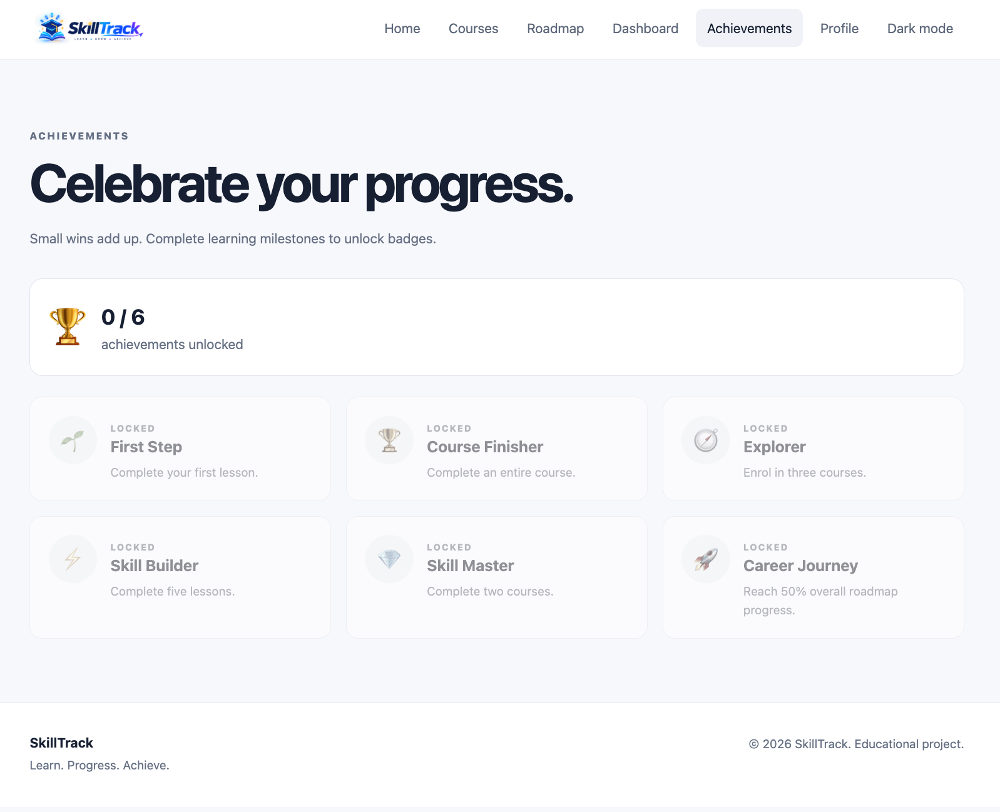 SkillTrack
LEARN • GROW • ACHIEVE
Home
Courses
Roadmap
Dashboard
Achievements
Profile
Dark mode
ACHIEVEMENTS
Celebrate your progress.
Small wins add up. Complete learning milestones to unlock badges.
0 / 6
achievements unlocked
LOCKED
First Step
Complete your first lesson.
LOCKED
Course Finisher
Complete an entire course.
LOCKED
Explorer
Enrol in three courses.
LOCKED
Skill Builder
Complete five lessons.
LOCKED
Skill Master
Complete two courses.
LOCKED
Career Journey
Reach 50% overall roadmap
progress.
SkillTrack
Learn. Progress. Achieve.
© 2026 SkillTrack. Educational project.